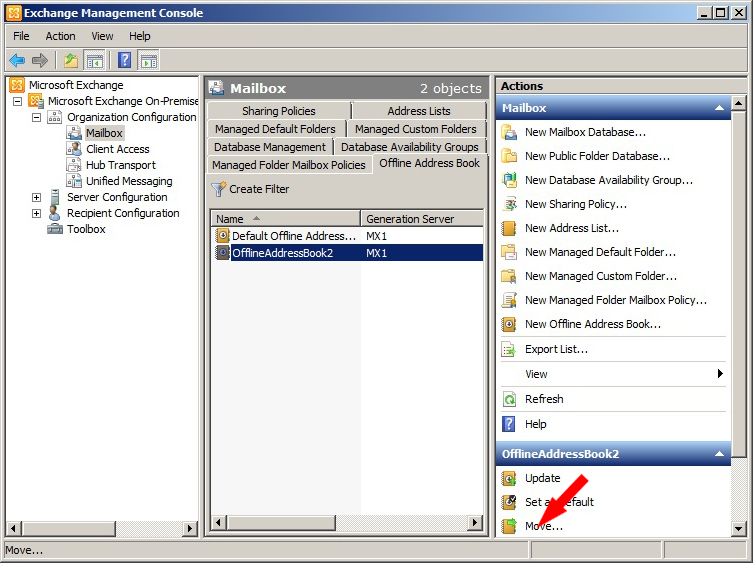 Exchange Management Console
File Action View Help
Microsoft Exchange
Microsoft Exchange On-Premise
Organization Configuration
Mailbox
Client Access
Hub Transport
Unified Messaging
Server Configuration
Recipient Configuration
Toolbox
Mailbox 2 objects
Sharing Policies Address Lists
Managed Default Folders Managed Custom Folders
Database Management Database Availability Groups
Managed Folder Mailbox Policies Offline Address Book
Create Filter
Name Generation Server
Default Offline Address... MX1
OfflineAddressBook2 MX1
Actions
Mailbox
New Mailbox Database...
New Public Folder Database...
New Database Availability Group...
New Sharing Policy...
New Address List...
New Managed Default Folder...
New Managed Custom Folder...
New Managed Folder Mailbox Policy...
New Offline Address Book...
Export List...
View
Refresh
Help
OfflineAddressBook2
Update
Set as Default
Move...
Move...